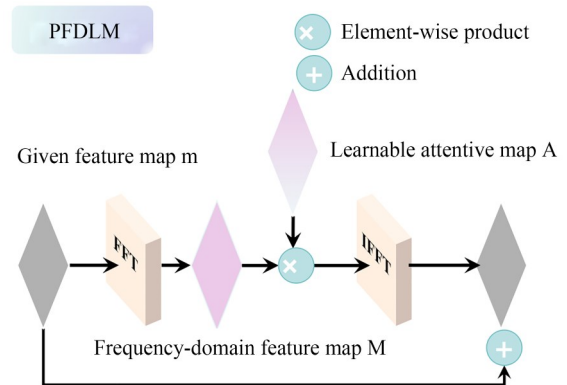 PFDLM
× Element-wise product
+ Addition
Given feature map m
Learnable attentive map A
FFT
×
IFFT
Frequency-domain feature map M
+